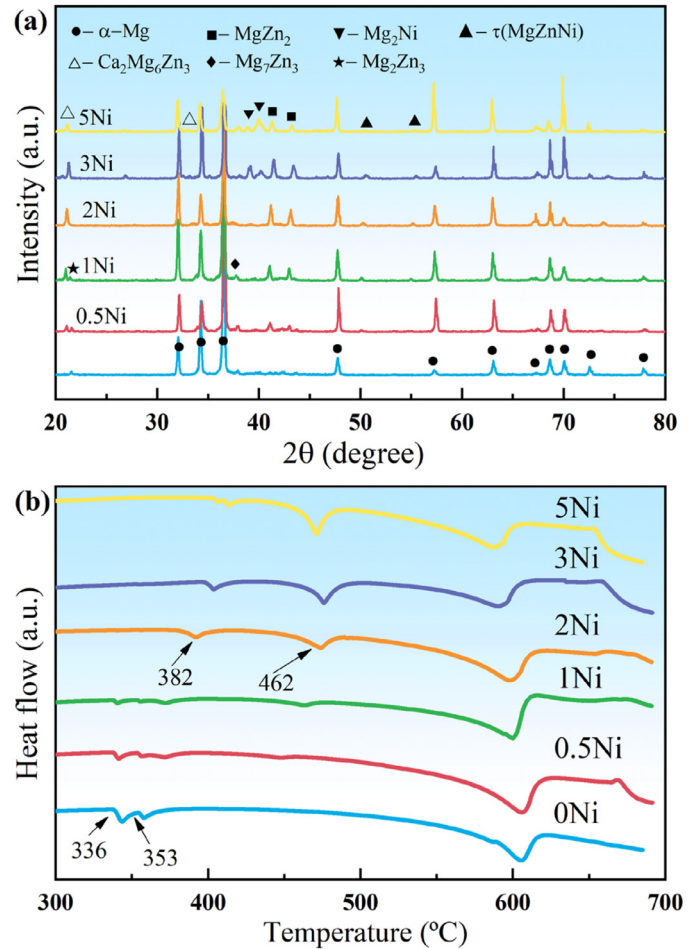 (a)
●– α–Mg ■– MgZn₂ ▼– Mg₂Ni ▲– τ(MgZnNi)
△– Ca₂Mg₆Zn₃ ♦– Mg₇Zn₃ ★– Mg₂Zn₃
5Ni
3Ni
2Ni
1Ni
0.5Ni
Intensity (a.u.)
20 30 40 50 60 70 80
2θ (degree)
(b)
5Ni
3Ni
2Ni
382 462
1Ni
0.5Ni
0Ni
336 353
Heat flow (a.u.)
300 400 500 600 700
Temperature (ºC)